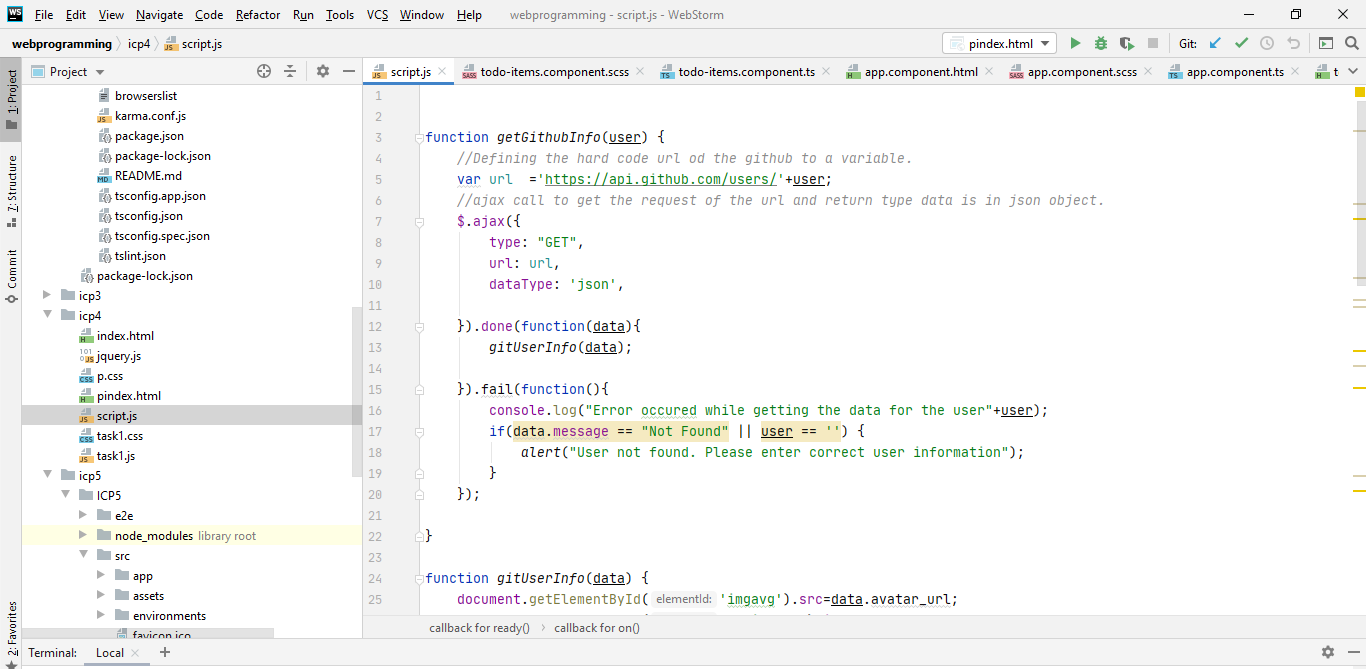 WS File Edit View Navigate Code Refactor Run Tools VCS Window Help webprogramming - script.js - WebStorm
webprogramming icp4 script.js pindex.html Git:
1: Project
7: Structure
Commit
2: Favorites
Project
browserslist
karma.conf.js
package.json
package-lock.json
README.md
tsconfig.app.json
tsconfig.json
tsconfig.spec.json
tslint.json
package-lock.json
icp3
icp4
index.html
jquery.js
p.css
pindex.html
script.js
task1.css
task1.js
icp5
ICP5
e2e
node_modules library root
src
app
assets
environments
favicon.ico
script.js todo-items.component.scss todo-items.component.ts app.component.html app.component.scss app.component.ts t
1
2
3 function getGithubInfo(user) {
4 //Defining the hard code url od the github to a variable.
5 var url ='https://api.github.com/users/'+user;
6 //ajax call to get the request of the url and return type data is in json object.
7 $.ajax({
8 type: "GET",
9 url: url,
10 dataType: 'json',
11
12 }).done(function(data){
13 gitUserInfo(data);
14
15 }).fail(function(){
16 console.log("Error occured while getting the data for the user"+user);
17 if(data.message == "Not Found" || user == '') {
18 alert("User not found. Please enter correct user information");
19 }
20 });
21
22 }
23
24 function gitUserInfo(data) {
25 document.getElementById( elementId: 'imgavg').src=data.avatar_url;
callback for ready() callback for on()
Terminal: Local +